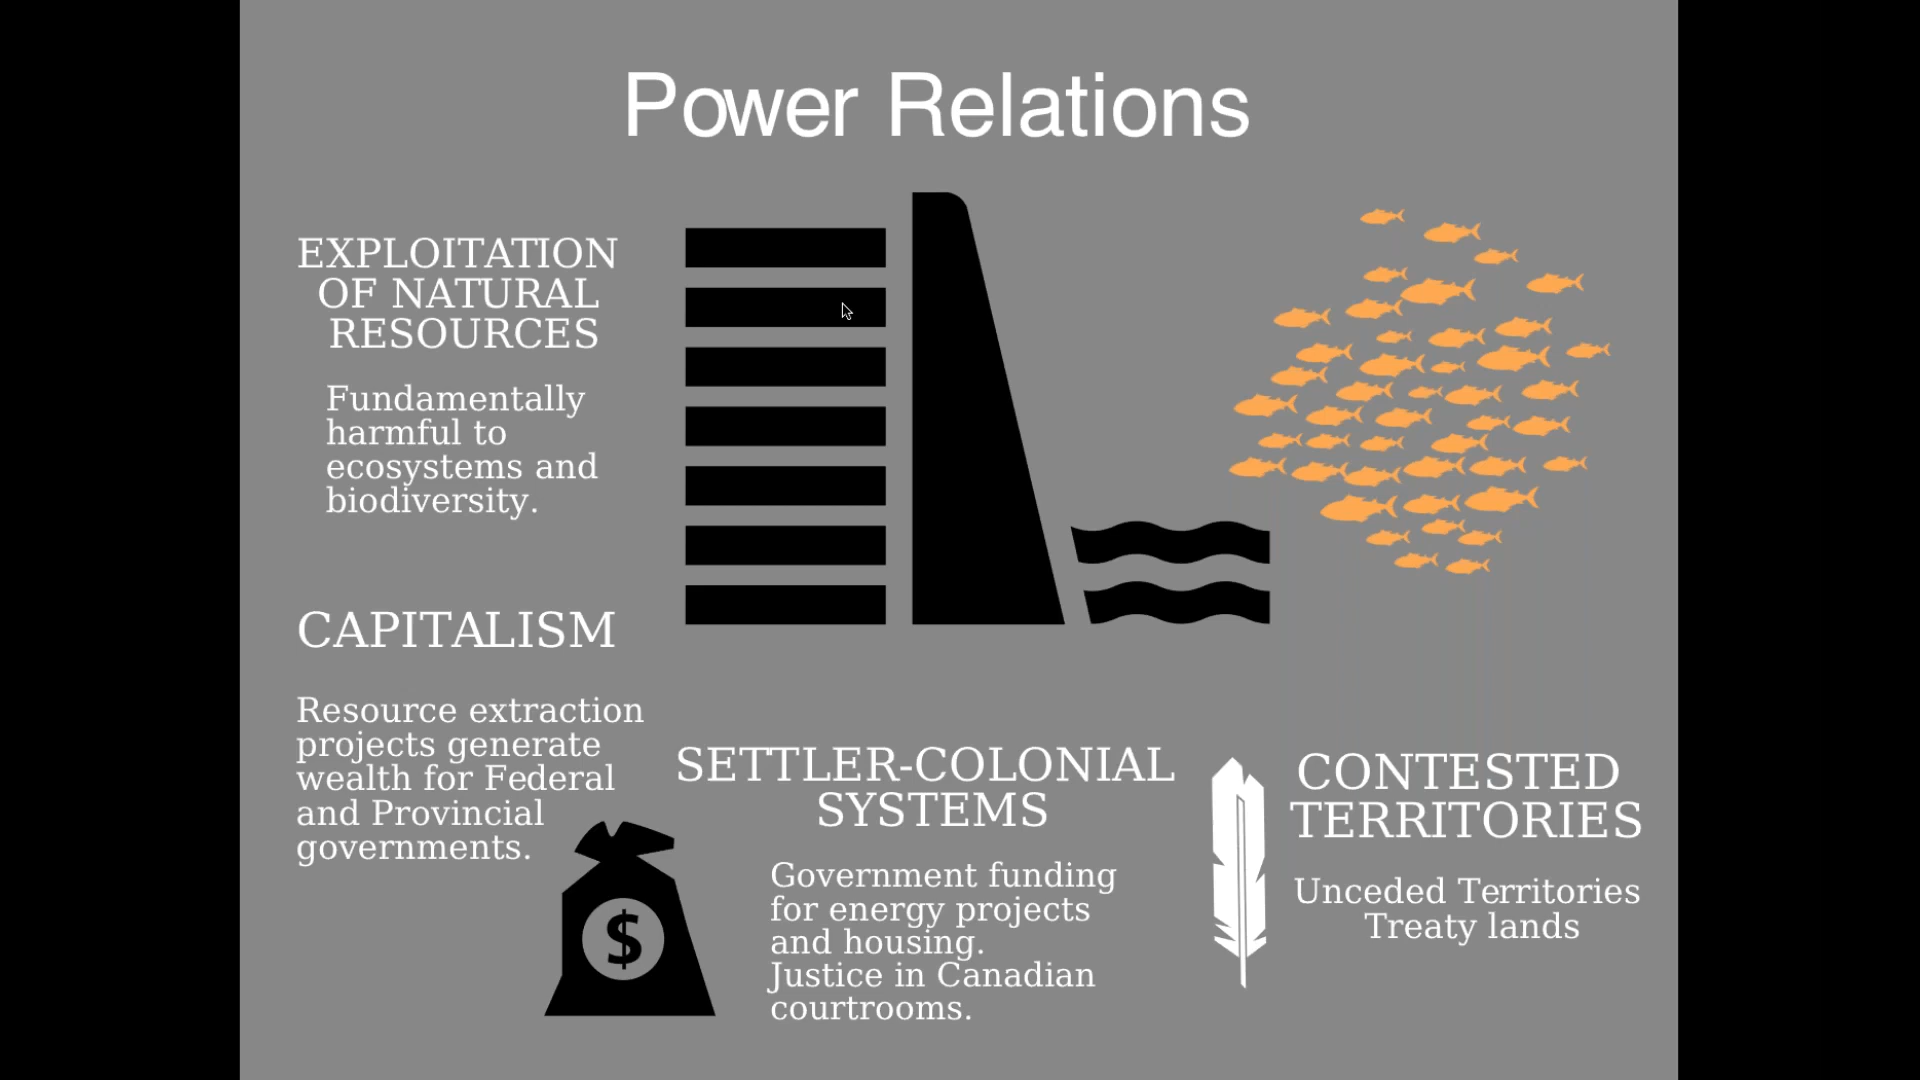 Power Relations
EXPLOITATION
OF NATURAL
RESOURCES
Fundamentally
harmful to
ecosystems and
biodiversity.
CAPITALISM
Resource extraction
projects generate
wealth for Federal
and Provincial
governments.
$
SETTLER-COLONIAL
SYSTEMS
Government funding
for energy projects
and housing.
Justice in Canadian
courtrooms.
CONTESTED
TERRITORIES
Unceded Territories
Treaty lands